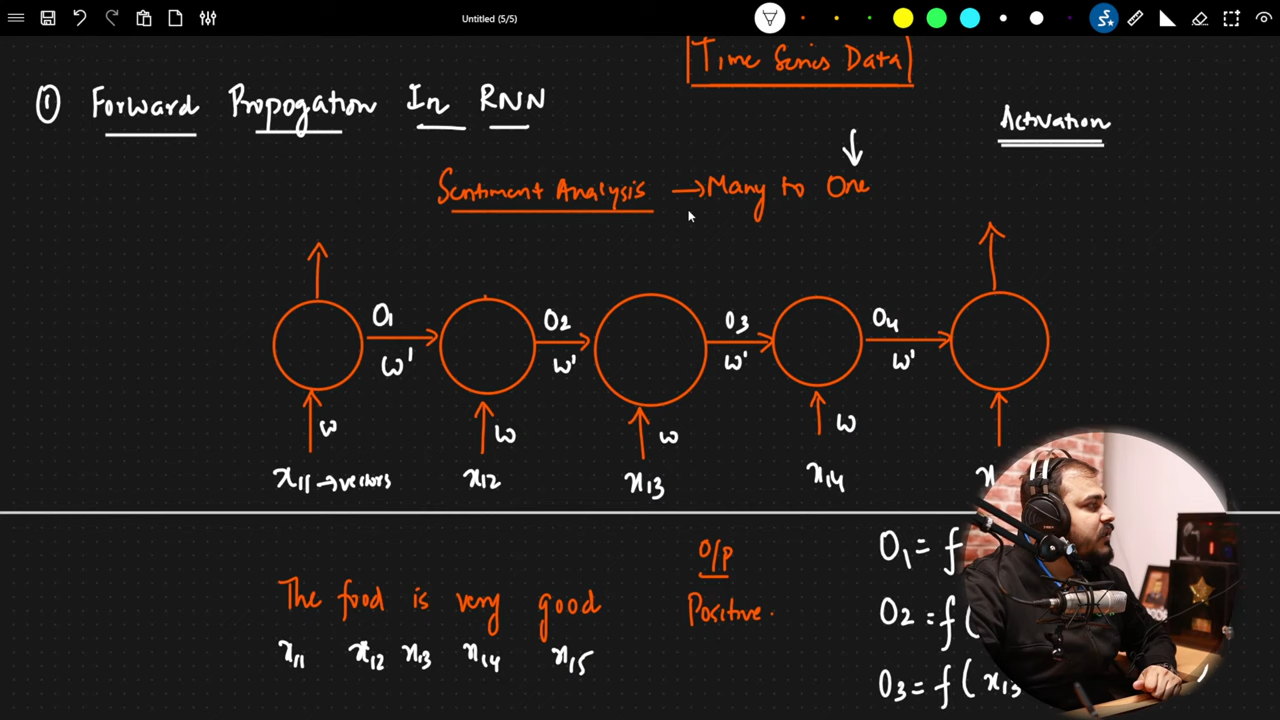 Untitled (5/5)
Time Series Data
① Forward Propogation In RNN
Activation
Sentiment Analysis → Many to One
O1 O2 O3 O4
W' W' W' W'
W W W W
x11 → vectors x12 x13 x14
O/P
The food is very good Positive.
x11 x12 x13 x14 x15
O1 = f
O2 = f(
O3 = f( x13